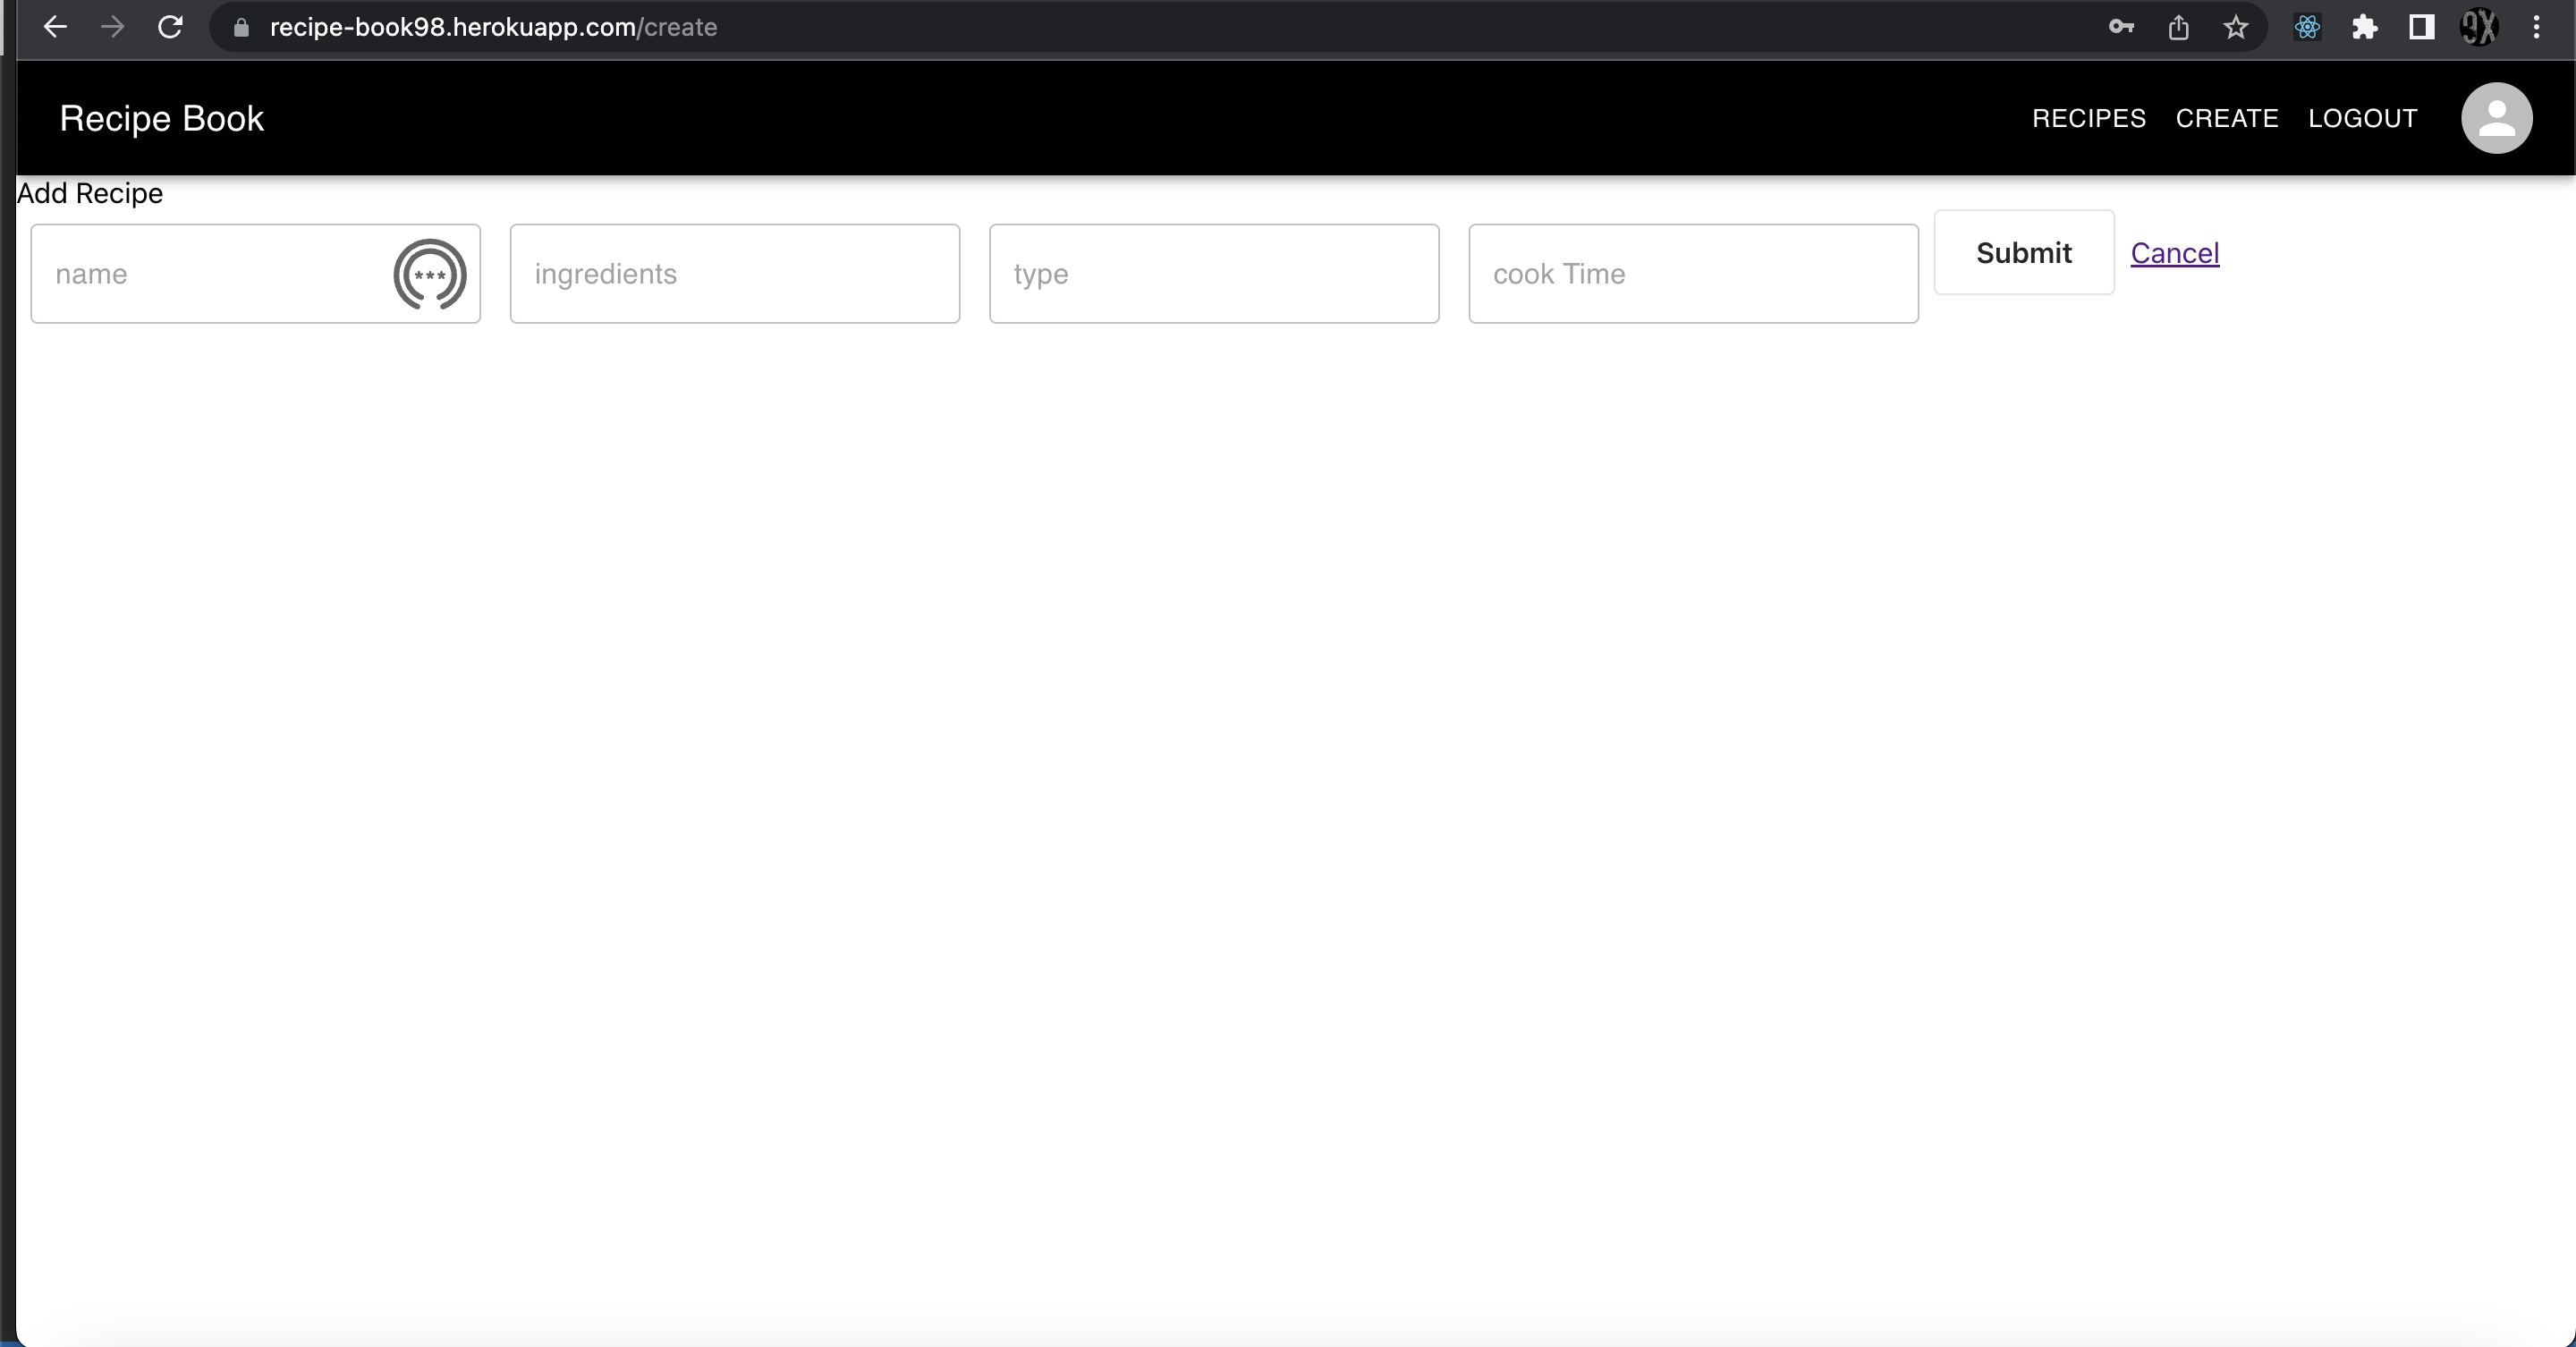 recipe-book98.herokuapp.com/create
Recipe Book RECIPES CREATE LOGOUT
Add Recipe
name *** ingredients type cook Time Submit Cancel